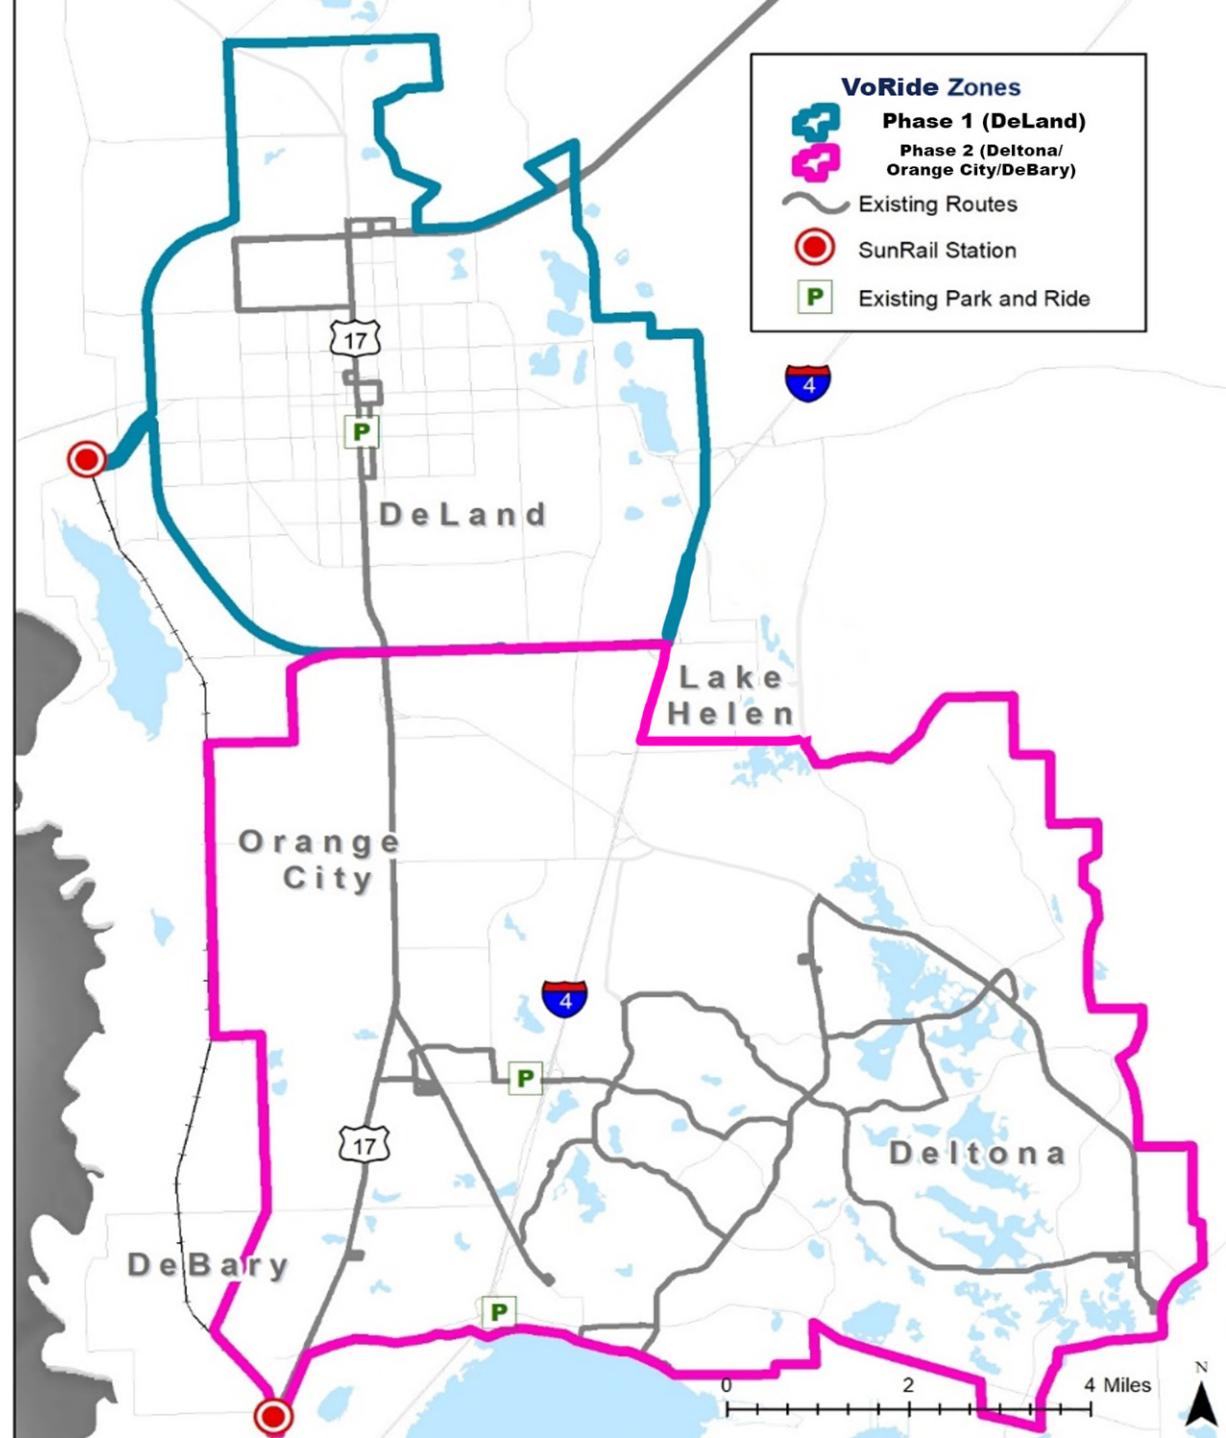 VoRide Zones
Phase 1 (DeLand)
Phase 2 (Deltona/
Orange City/DeBary)
Existing Routes
SunRail Station
P
Existing Park and Ride
17
4
P
DeLand
Lake
Helen
Orange
City
4
P
17
Deltona
DeBary
P
0 2 4 Miles
N